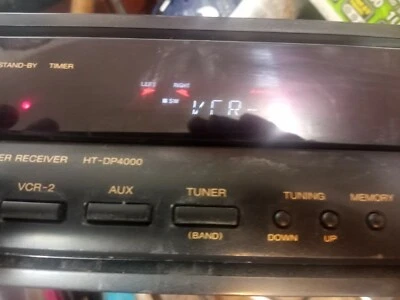 STAND-BY TIMER
LEFT RIGHT
SW VCR-
ER RECEIVER HT-DP4000
VCR-2 AUX TUNER TUNING MEMORY
(BAND) DOWN UP